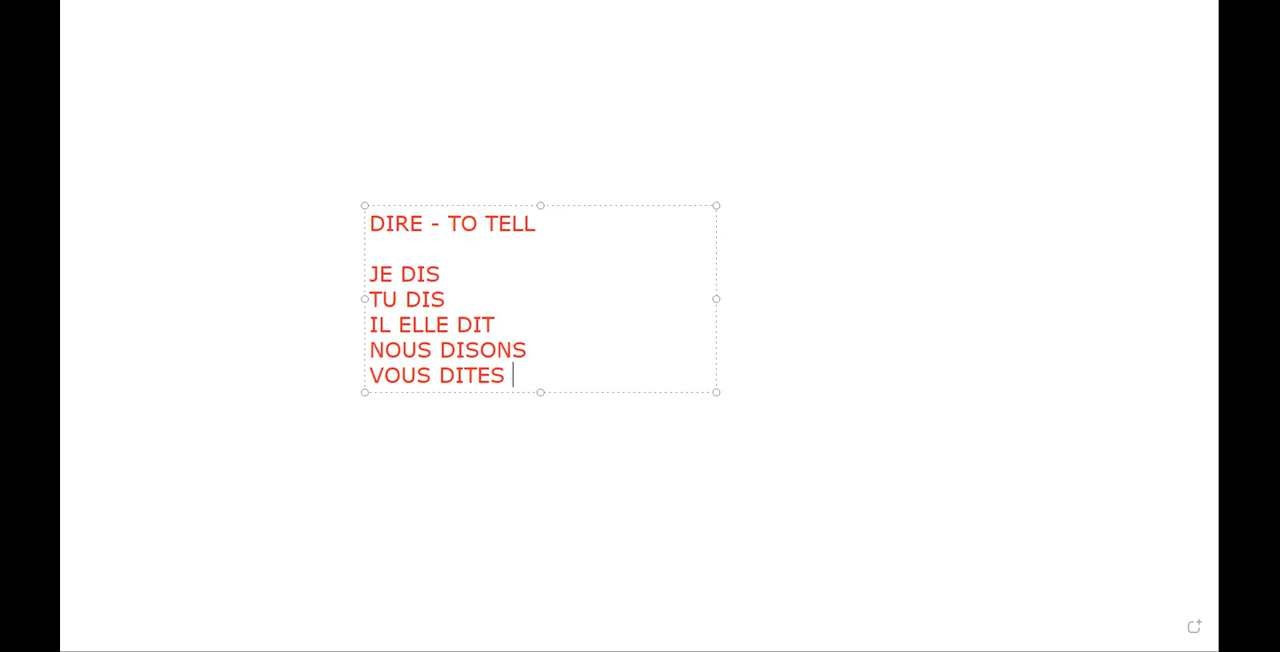 DIRE - TO TELL
JE DIS
TU DIS
IL ELLE DIT
NOUS DISONS
VOUS DITES